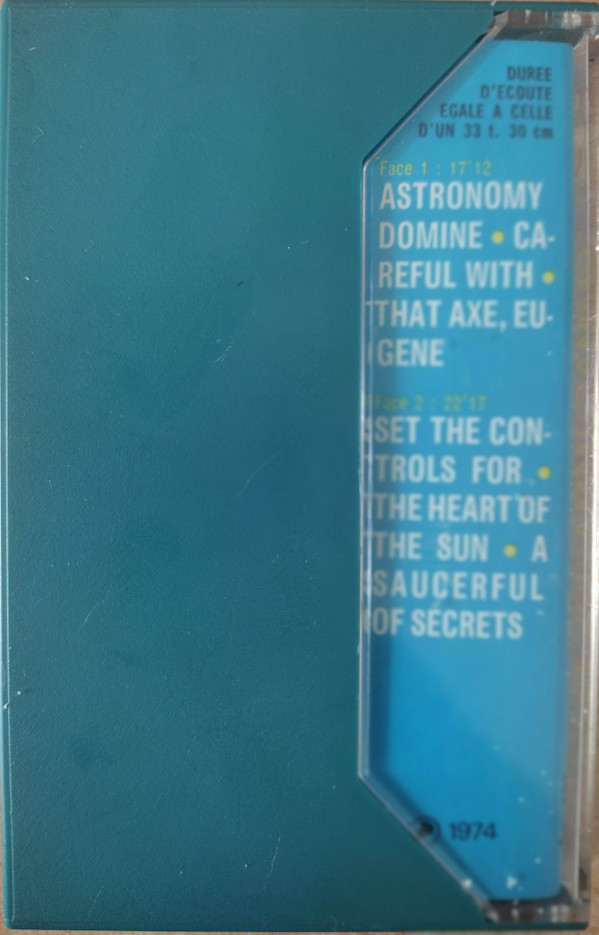 DUREE
D'ECOUTE
EGALE A CELLE
D'UN 33 t. 30 cm
Face 1 : 17'12
ASTRONOMY
DOMINE • CA-
REFUL WITH •
THAT AXE, EU-
GENE
Face 2 : 22'17
SET THE CON-
TROLS FOR •
THE HEART OF
THE SUN • A
SAUCERFUL
OF SECRETS
℗ 1974